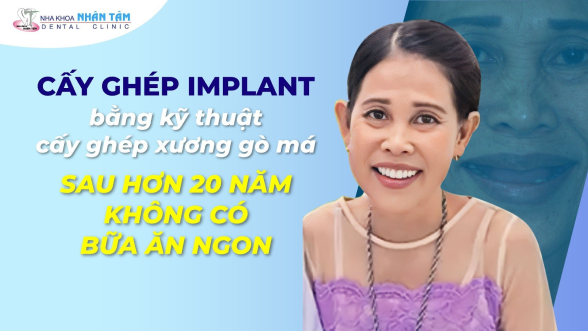 NHA KHOA NHÂN TÂM
DENTAL CLINIC
CẤY GHÉP IMPLANT
bằng kỹ thuật
cấy ghép xương gò má
SAU HƠN 20 NĂM
KHÔNG CÓ
BỮA ĂN NGON